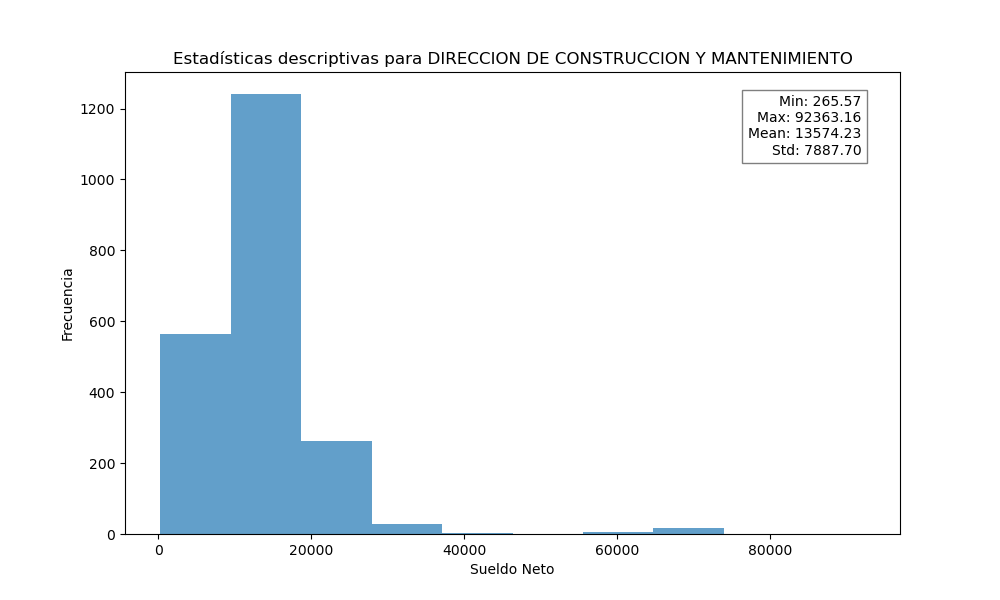 Estadísticas descriptivas para DIRECCION DE CONSTRUCCION Y MANTENIMIENTO
Min: 265.57
Max: 92363.16
Mean: 13574.23
Std: 7887.70
1200
1000
800
600
400
200
0
Frecuencia
0 20000 40000 60000 80000
Sueldo Neto